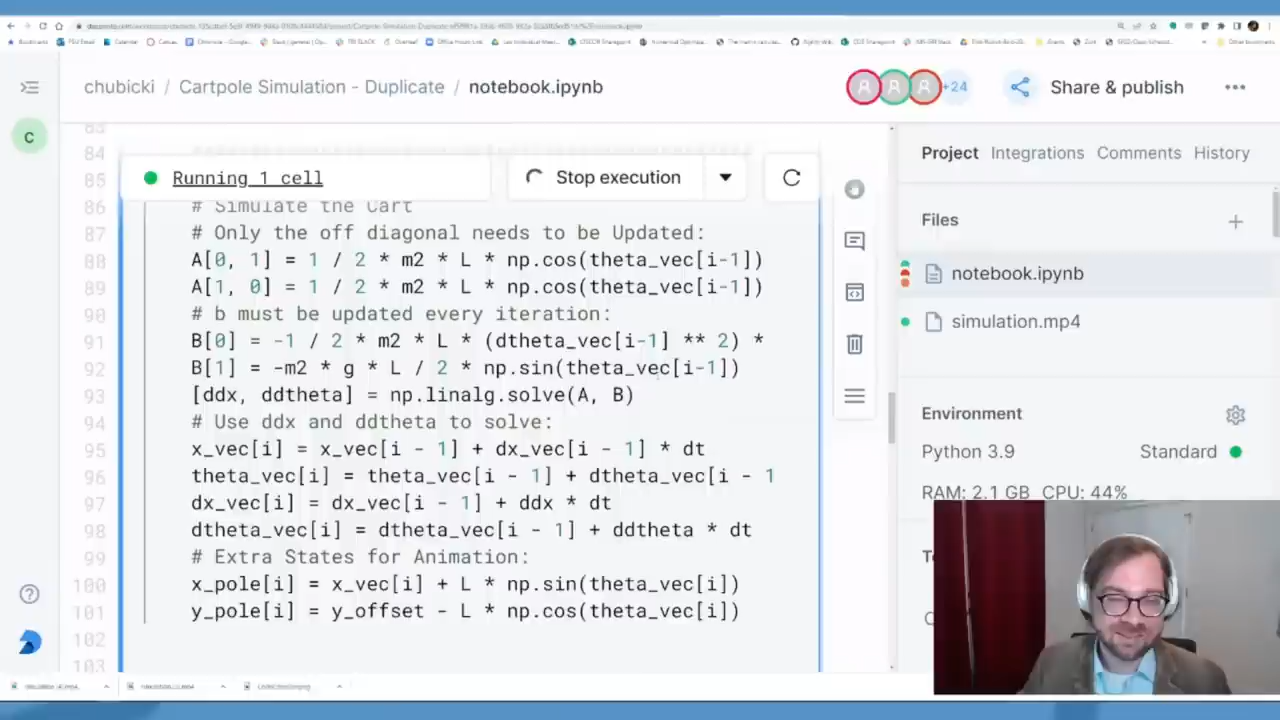 Bookmarks
Calendar
Canvas
Overleaf
Other bookmarks
chubicki / Cartpole Simulation - Duplicate / notebook.ipynb
+24
Share & publish
C
Running 1 cell
Stop execution
Project Integrations Comments History
Files
notebook.ipynb
simulation.mp4
Environment
Python 3.9 Standard
RAM: 2.1 GB CPU: 44%
83
84
85
86 # Simulate the Cart
87 # Only the off diagonal needs to be Updated:
88 A[0, 1] = 1 / 2 * m2 * L * np.cos(theta_vec[i-1])
89 A[1, 0] = 1 / 2 * m2 * L * np.cos(theta_vec[i-1])
90 # b must be updated every iteration:
91 B[0] = -1 / 2 * m2 * L * (dtheta_vec[i-1] ** 2) *
92 B[1] = -m2 * g * L / 2 * np.sin(theta_vec[i-1])
93 [ddx, ddtheta] = np.linalg.solve(A, B)
94 # Use ddx and ddtheta to solve:
95 x_vec[i] = x_vec[i - 1] + dx_vec[i - 1] * dt
96 theta_vec[i] = theta_vec[i - 1] + dtheta_vec[i - 1
97 dx_vec[i] = dx_vec[i - 1] + ddx * dt
98 dtheta_vec[i] = dtheta_vec[i - 1] + ddtheta * dt
99 # Extra States for Animation:
100 x_pole[i] = x_vec[i] + L * np.sin(theta_vec[i])
101 y_pole[i] = y_offset - L * np.cos(theta_vec[i])
102
103